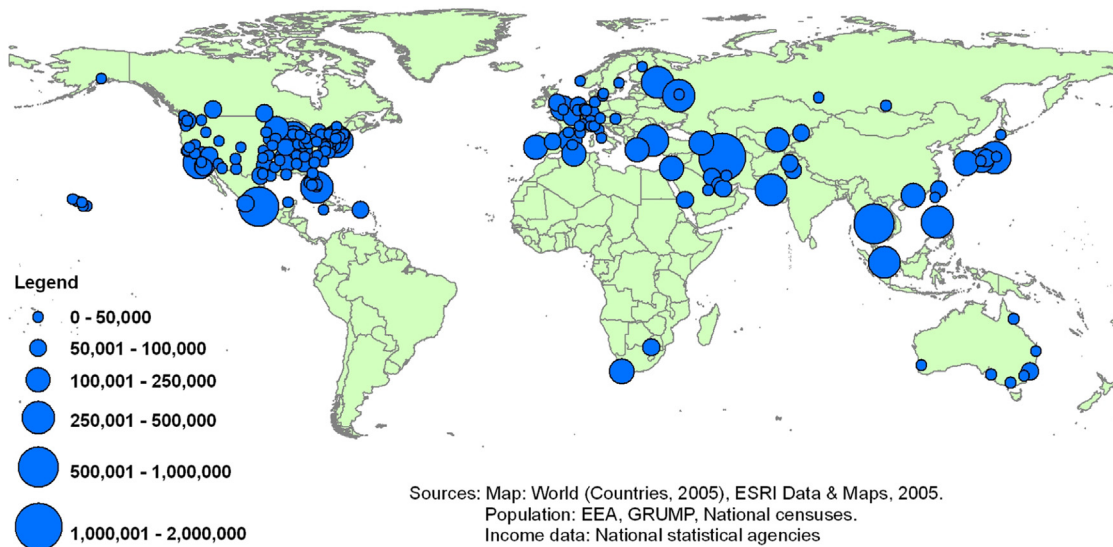 Legend
0 - 50,000
50,001 - 100,000
100,001 - 250,000
250,001 - 500,000
500,001 - 1,000,000
1,000,001 - 2,000,000
Sources: Map: World (Countries, 2005), ESRI Data & Maps, 2005.
Population: EEA, GRUMP, National censuses.
Income data: National statistical agencies